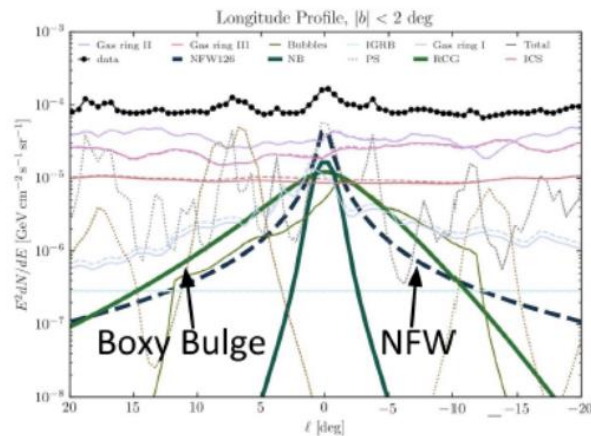 Longitude Profile, |b| < 2 deg
Gas ring II Gas ring III Bubbles IGRB Gas ring I Total
data NFW126 NB PS RCG ICS
10⁻³
10⁻⁴
10⁻⁵
10⁻⁶
10⁻⁷
10⁻⁸
E² dN/dE [GeV cm⁻² s⁻¹ sr⁻¹]
Boxy Bulge NFW
20 15 10 5 0 −5 −10 −15 −20
ℓ [deg]